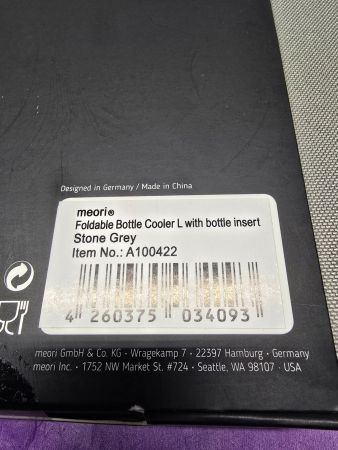 Designed in Germany / Made in China
meori®
Foldable Bottle Cooler L with bottle insert
Stone Grey
Item No.: A100422
4 260375 034093
meori GmbH & Co. KG · Wragekamp 7 · 22397 Hamburg · Germany
meori Inc. · 1752 NW Market St. #724 · Seattle, WA 98107 · USA